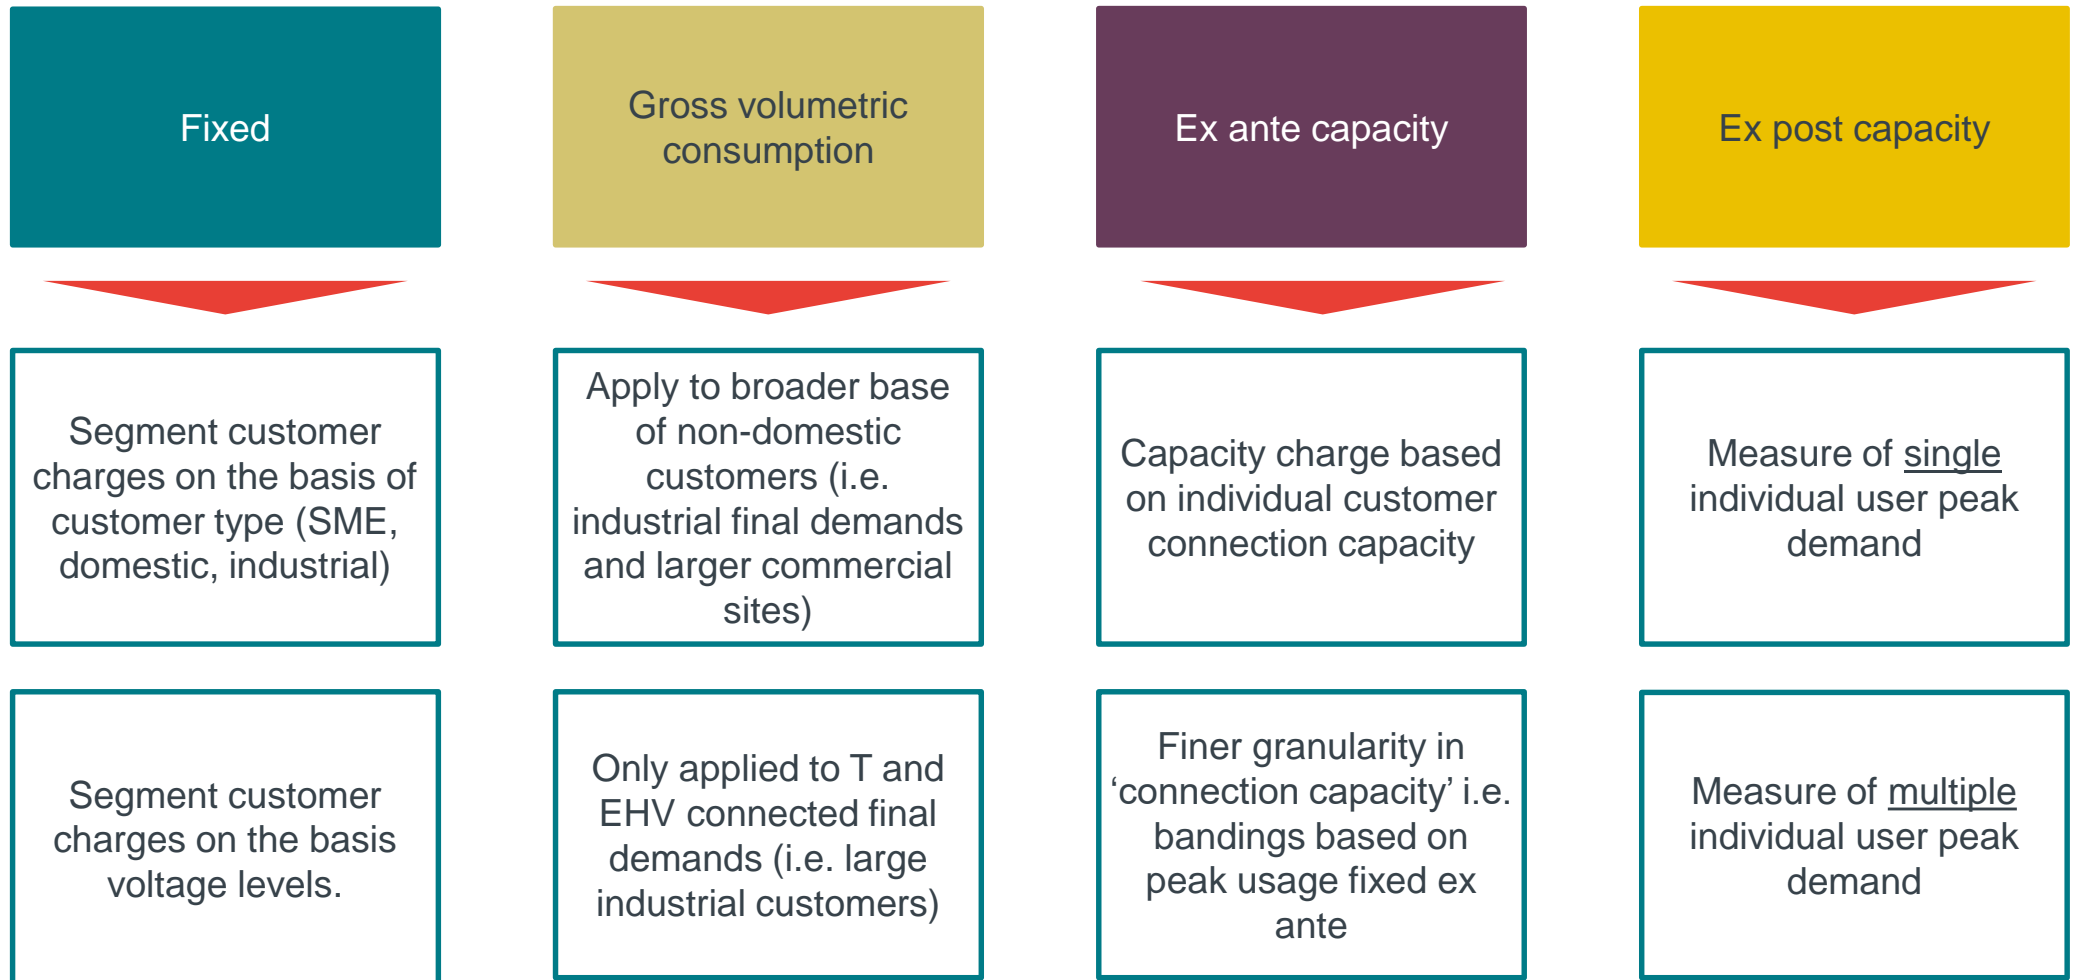 Fixed
Gross volumetric
consumption
Ex ante capacity
Ex post capacity
Segment customer
charges on the basis of
customer type (SME,
domestic, industrial)
Apply to broader base
of non-domestic
customers (i.e.
industrial final demands
and larger commercial
sites)
Capacity charge based
on individual customer
connection capacity
Measure of single
individual user peak
demand
Segment customer
charges on the basis
voltage levels.
Only applied to T and
EHV connected final
demands (i.e. large
industrial customers)
Finer granularity in
‘connection capacity’ i.e.
bandings based on
peak usage fixed ex
ante
Measure of multiple
individual user peak
demand